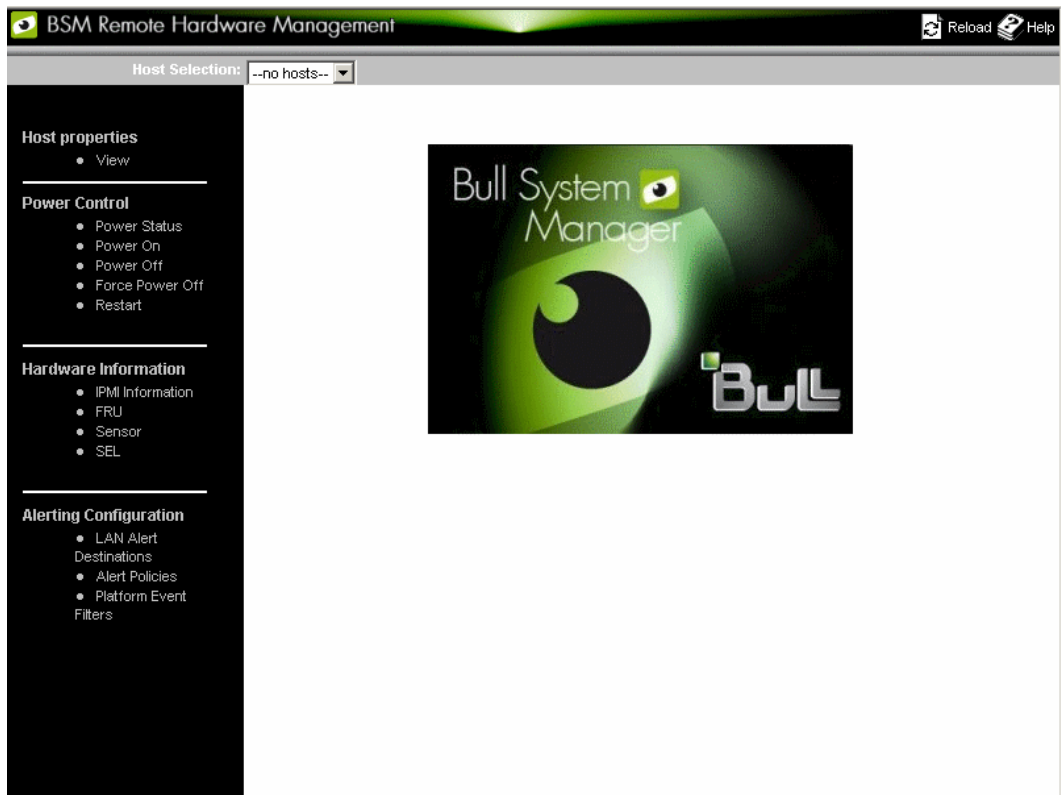 BSM Remote Hardware Management
Reload Help
Host Selection: --no hosts--
Host properties
View
Power Control
Power Status
Power On
Power Off
Force Power Off
Restart
Hardware Information
IPMI Information
FRU
Sensor
SEL
Alerting Configuration
LAN Alert
Destinations
Alert Policies
Platform Event
Filters
Bull System
Manager
Bull